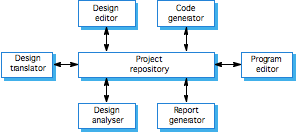 Design
editor
Code
generator
Design
translator
Project
repository
Program
editor
Design
analyser
Report
generator